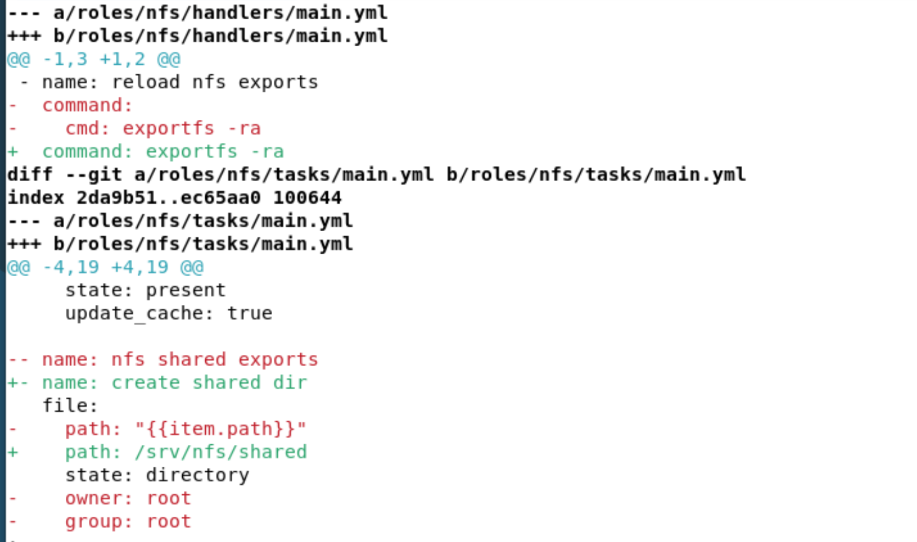 --- a/roles/nfs/handlers/main.yml
+++ b/roles/nfs/handlers/main.yml
@@ -1,3 +1,2 @@
 - name: reload nfs exports
-  command:
-    cmd: exportfs -ra
+  command: exportfs -ra
diff --git a/roles/nfs/tasks/main.yml b/roles/nfs/tasks/main.yml
index 2da9b51..ec65aa0 100644
--- a/roles/nfs/tasks/main.yml
+++ b/roles/nfs/tasks/main.yml
@@ -4,19 +4,19 @@
     state: present
     update_cache: true

-- name: nfs shared exports
+- name: create shared dir
   file:
-    path: "{{item.path}}"
+    path: /srv/nfs/shared
     state: directory
-    owner: root
-    group: root